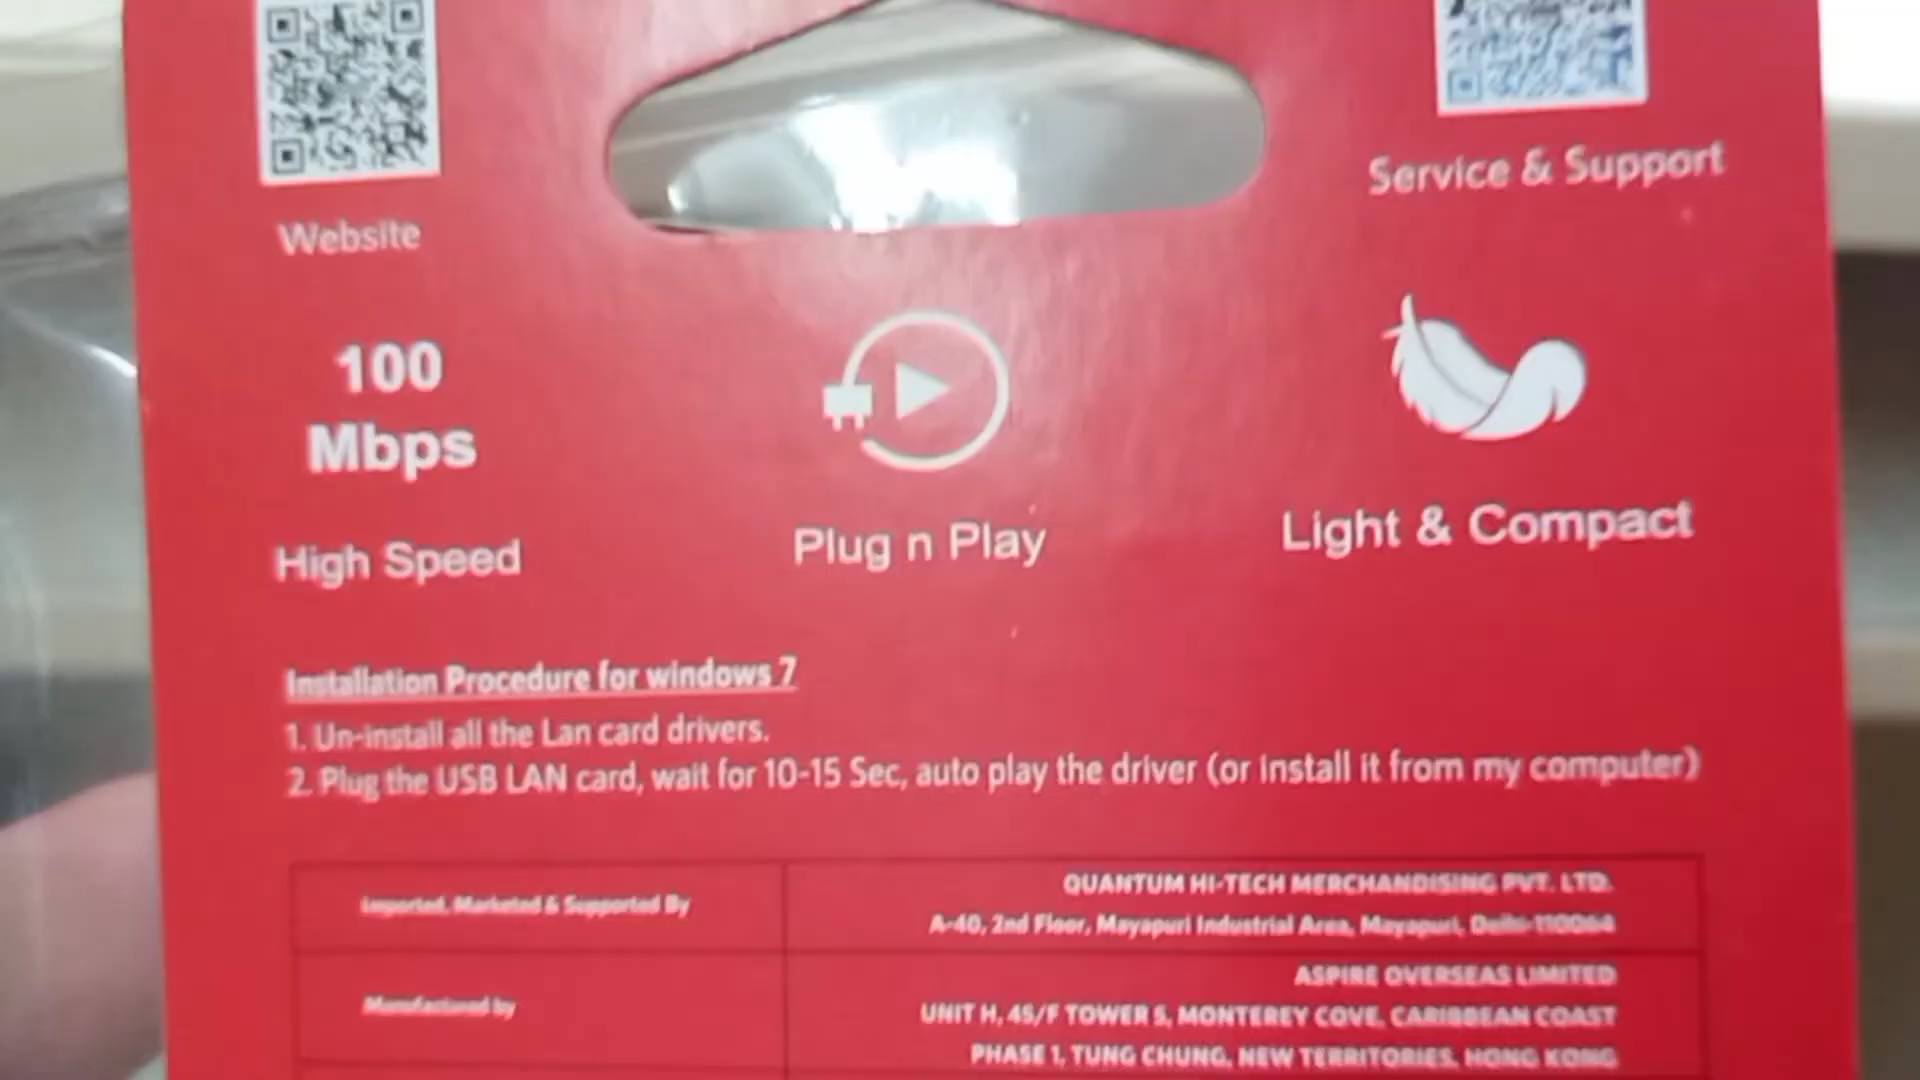 Website
Service & Support
100
Mbps
High Speed
Plug n Play
Light & Compact
Installation Procedure for windows 7
1. Un-install all the Lan card drivers.
2. Plug the USB LAN card, wait for 10-15 Sec, auto play the driver (or install it from my computer)
Imported, Marketed & Supported By
QUANTUM HI-TECH MERCHANDISING PVT. LTD.
A-40, 2nd Floor, Mayapuri Industrial Area, Mayapuri, Delhi-110064
Manufactured by
ASPIRE OVERSEAS LIMITED
UNIT H, 45/F TOWER 5, MONTEREY COVE, CARIBBEAN COAST
PHASE 1, TUNG CHUNG, NEW TERRITORIES, HONG KONG